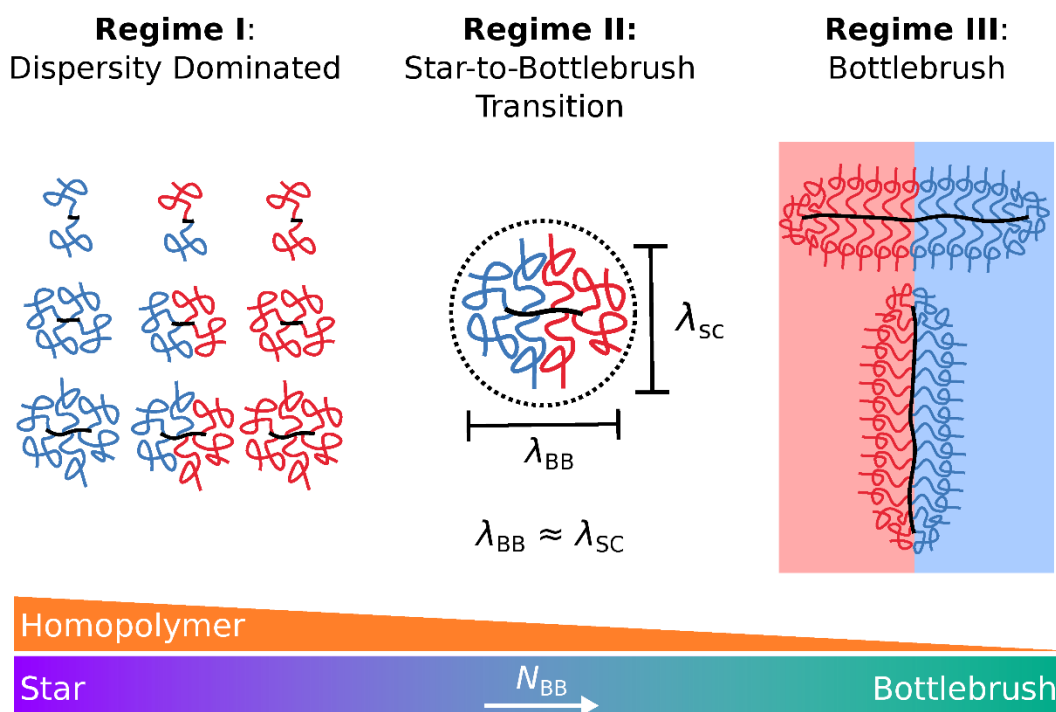 Regime I:
Dispersity Dominated
Regime II:
Star-to-Bottlebrush
Transition
Regime III:
Bottlebrush
λSC
λBB
λBB ≈ λSC
Homopolymer
Star
NBB
Bottlebrush